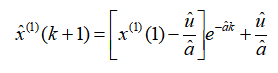 x̂⁽¹⁾(k+1) = [x⁽¹⁾(1) − û/â] e^(−âk) + û/â